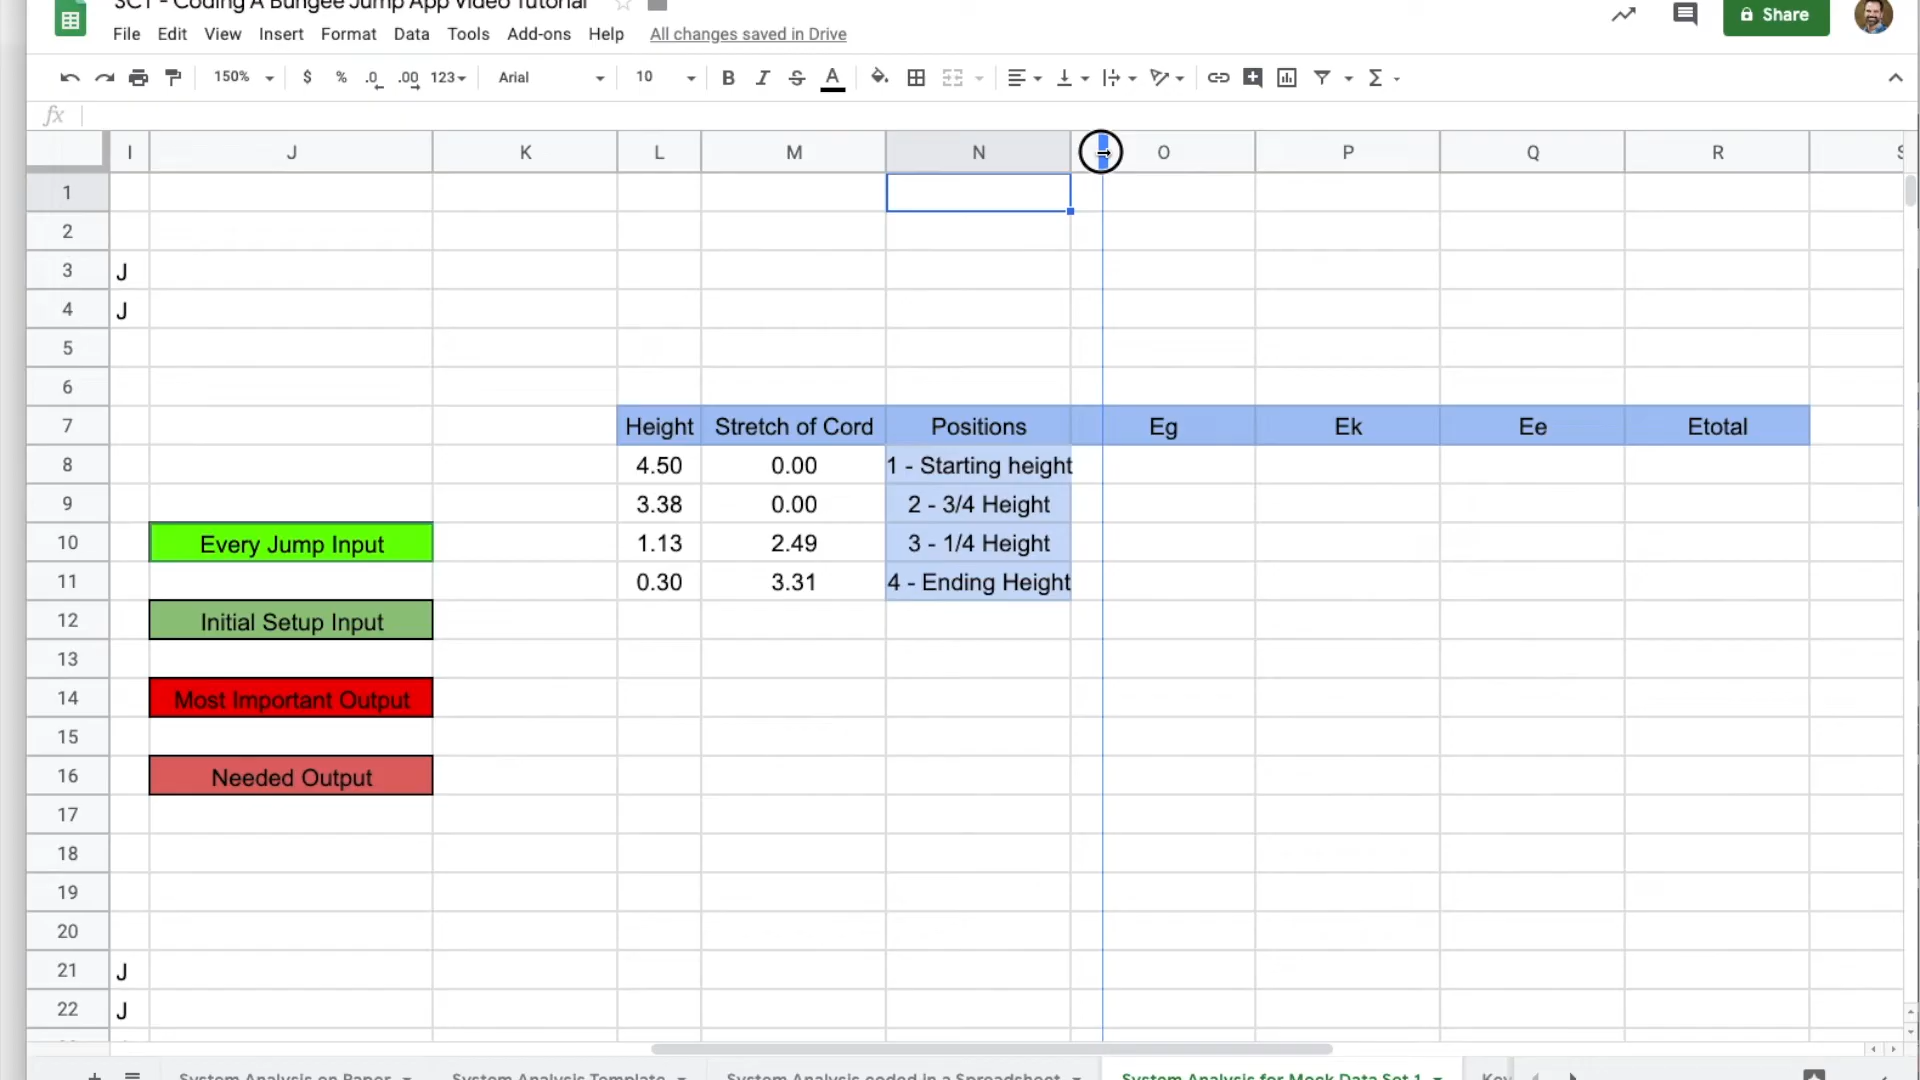 SCT - Coding A Bungee Jump App Video Tutorial
File Edit View Insert Format Data Tools Add-ons Help All changes saved in Drive
Share
150% $ % .0 .00 123 Arial 10 B I S A Σ
fx
I J K L M N O P Q R S
1
2
3 J
4 J
5
6
7 Height Stretch of Cord Positions Eg Ek Ee Etotal
8 4.50 0.00 1 - Starting height
9 3.38 0.00 2 - 3/4 Height
10 Every Jump Input 1.13 2.49 3 - 1/4 Height
11 0.30 3.31 4 - Ending Height
12 Initial Setup Input
13
14 Most Important Output
15
16 Needed Output
17
18
19
20
21 J
22 J
System Analysis on Paper System Analysis Template System Analysis coded in a Spreadsheet System Analysis for Mock Data Set 1 Key